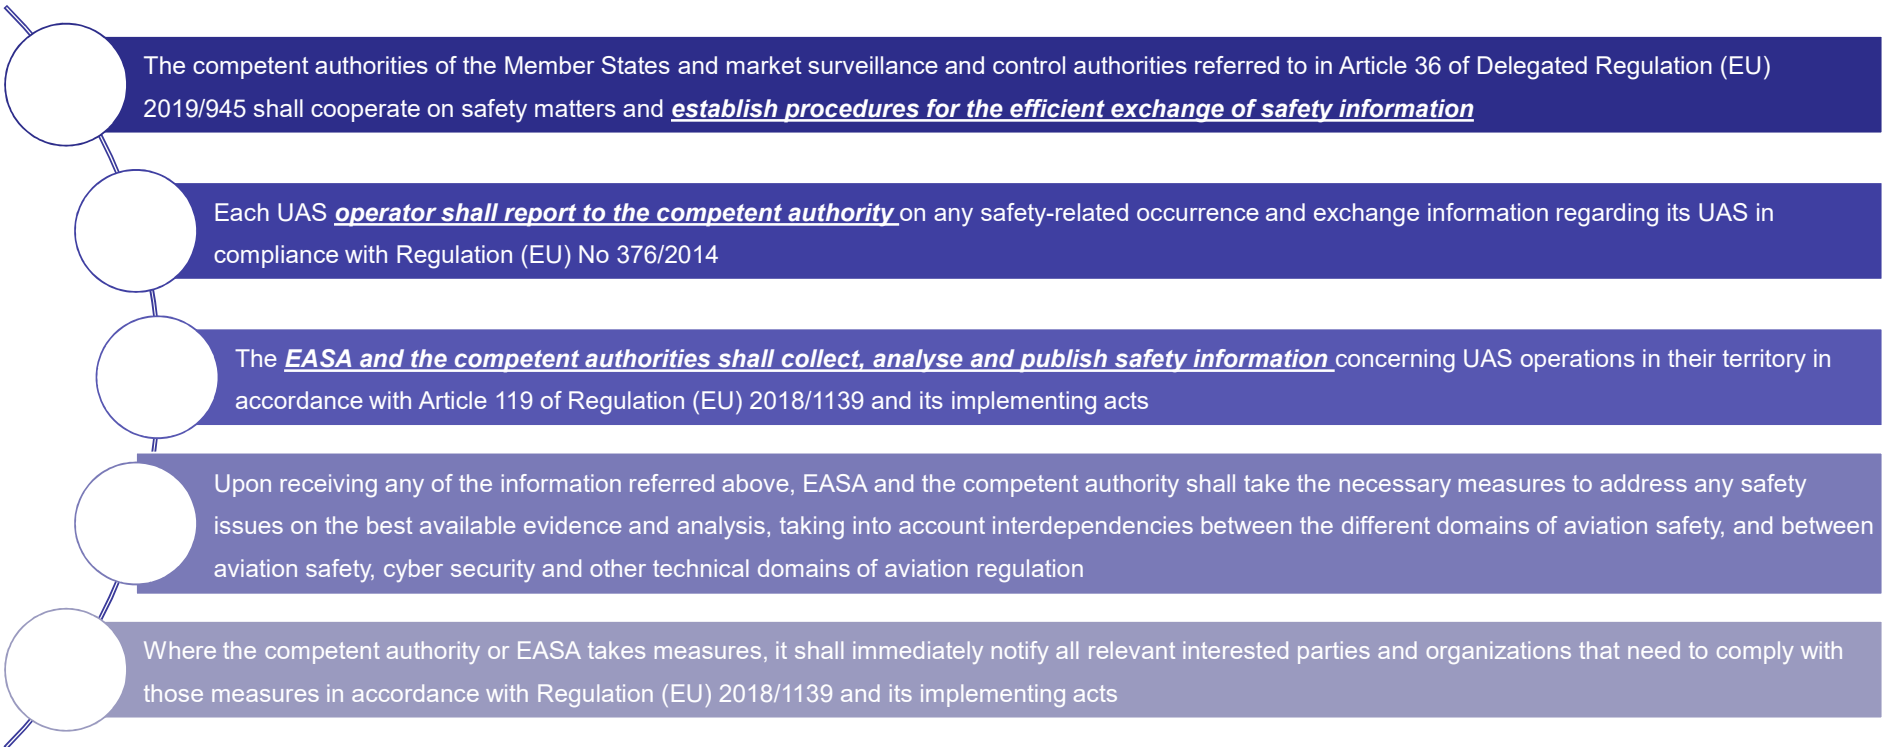 The competent authorities of the Member States and market surveillance and control authorities referred to in Article 36 of Delegated Regulation (EU)
2019/945 shall cooperate on safety matters and establish procedures for the efficient exchange of safety information
Each UAS operator shall report to the competent authority on any safety-related occurrence and exchange information regarding its UAS in
compliance with Regulation (EU) No 376/2014
The EASA and the competent authorities shall collect, analyse and publish safety information concerning UAS operations in their territory in
accordance with Article 119 of Regulation (EU) 2018/1139 and its implementing acts
Upon receiving any of the information referred above, EASA and the competent authority shall take the necessary measures to address any safety
issues on the best available evidence and analysis, taking into account interdependencies between the different domains of aviation safety, and between
aviation safety, cyber security and other technical domains of aviation regulation
Where the competent authority or EASA takes measures, it shall immediately notify all relevant interested parties and organizations that need to comply with
those measures in accordance with Regulation (EU) 2018/1139 and its implementing acts